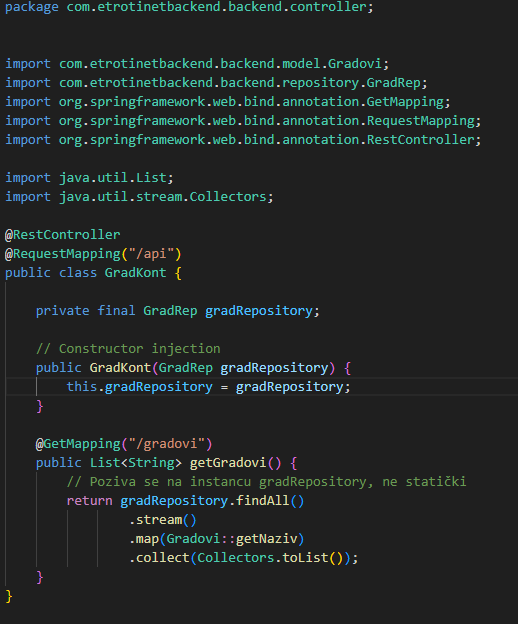 package com.etrotinetbackend.backend.controller;
import com.etrotinetbackend.backend.model.Gradovi;
import com.etrotinetbackend.backend.repository.GradRep;
import org.springframework.web.bind.annotation.GetMapping;
import org.springframework.web.bind.annotation.RequestMapping;
import org.springframework.web.bind.annotation.RestController;
import java.util.List;
import java.util.stream.Collectors;
@RestController
@RequestMapping("/api")
public class GradKont {
private final GradRep gradRepository;
// Constructor injection
public GradKont(GradRep gradRepository) {
this.gradRepository = gradRepository;
}
@GetMapping("/gradovi")
public List<String> getGradovi() {
// Poziva se na instancu gradRepository, ne statički
return gradRepository.findAll()
.stream()
.map(Gradovi::getNaziv)
.collect(Collectors.toList());
}
}